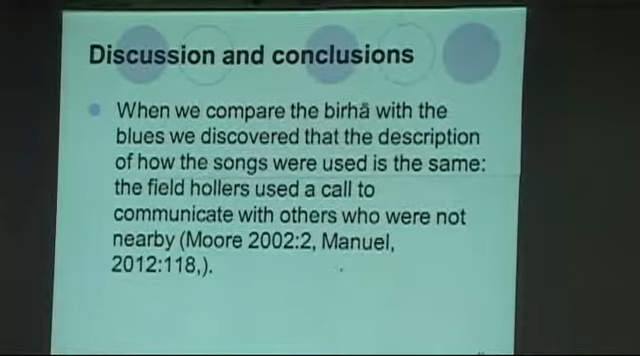 Discussion and conclusions
When we compare the birhā with the
blues we discovered that the description
of how the songs were used is the same:
the field hollers used a call to
communicate with others who were not
nearby (Moore 2002:2, Manuel,
2012:118,).